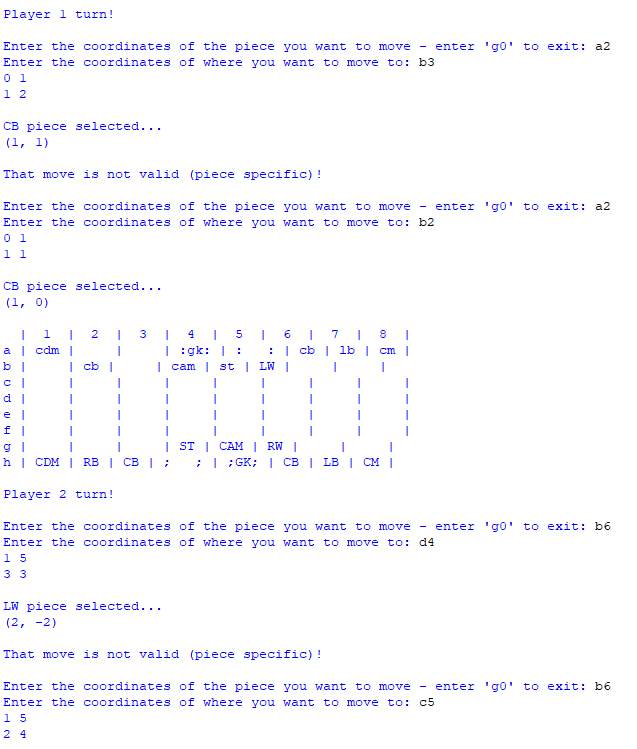 Player 1 turn!
Enter the coordinates of the piece you want to move - enter 'g0' to exit: a2
Enter the coordinates of where you want to move to: b3
0 1
1 2
CB piece selected...
(1, 1)
That move is not valid (piece specific)!
Enter the coordinates of the piece you want to move - enter 'g0' to exit: a2
Enter the coordinates of where you want to move to: b2
0 1
1 1
CB piece selected...
(1, 0)
  |  1  |  2  |  3  |  4  |  5  |  6  |  7  |  8  |
a | cdm |     |     | :gk: | :   : | cb | lb | cm |
b |     | cb |     | cam | st | LW |     |     |
c |     |     |     |     |     |     |     |     |
d |     |     |     |     |     |     |     |     |
e |     |     |     |     |     |     |     |     |
f |     |     |     |     |     |     |     |     |
g |     |     |     | ST | CAM | RW |     |     |
h | CDM | RB | CB | ;   ; | ;GK; | CB | LB | CM |
Player 2 turn!
Enter the coordinates of the piece you want to move - enter 'g0' to exit: b6
Enter the coordinates of where you want to move to: d4
1 5
3 3
LW piece selected...
(2, -2)
That move is not valid (piece specific)!
Enter the coordinates of the piece you want to move - enter 'g0' to exit: b6
Enter the coordinates of where you want to move to: c5
1 5
2 4